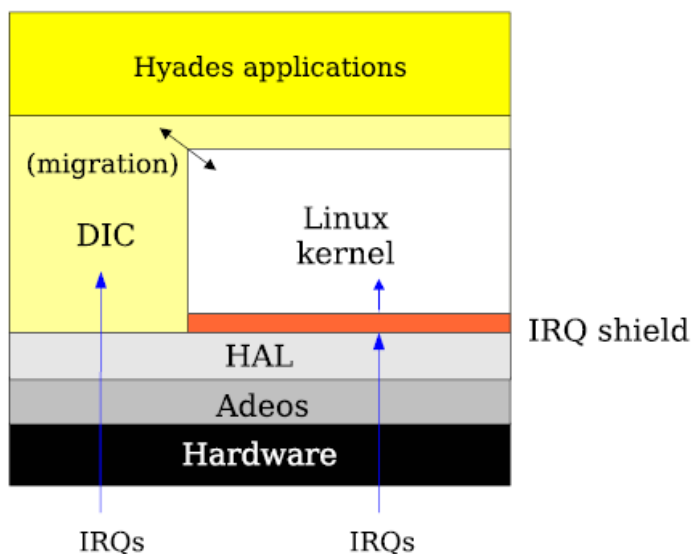 Hyades applications
(migration)
DIC
Linux
kernel
IRQ shield
HAL
Adeos
Hardware
IRQs
IRQs